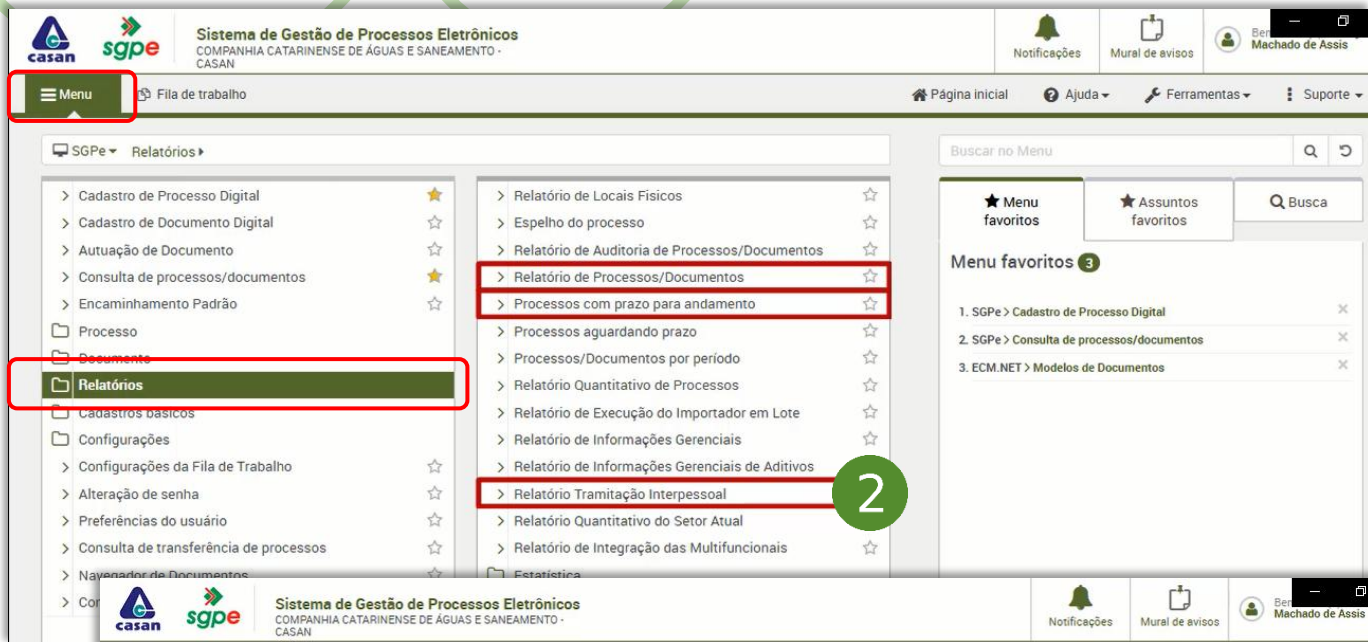 casan
sgpe
Sistema de Gestão de Processos Eletrônicos
COMPANHIA CATARINENSE DE ÁGUAS E SANEAMENTO -
CASAN
Notificações
Mural de avisos
Machado de Assis
Menu
Fila de trabalho
Página inicial
Ajuda
Ferramentas
Suporte
SGPe
Relatórios
Buscar no Menu
Cadastro de Processo Digital
Cadastro de Documento Digital
Autuação de Documento
Consulta de processos/documentos
Encaminhamento Padrão
Processo
Documento
Relatórios
Cadastros básicos
Configurações
Configurações da Fila de Trabalho
Alteração de senha
Preferências do usuário
Consulta de transferência de processos
Navegador de Documentos
Relatório de Locais Físicos
Espelho do processo
Relatório de Auditoria de Processos/Documentos
Relatório de Processos/Documentos
Processos com prazo para andamento
Processos aguardando prazo
Processos/Documentos por período
Relatório Quantitativo de Processos
Relatório de Execução do Importador em Lote
Relatório de Informações Gerenciais
Relatório de Informações Gerenciais de Aditivos
Relatório Tramitação Interpessoal
Relatório Quantitativo do Setor Atual
Relatório de Integração das Multifuncionais
Estatística
2
Menu
favoritos
Assuntos
favoritos
Busca
Menu favoritos 3
1. SGPe > Cadastro de Processo Digital
2. SGPe > Consulta de processos/documentos
3. ECM.NET > Modelos de Documentos
casan
sgpe
Sistema de Gestão de Processos Eletrônicos
COMPANHIA CATARINENSE DE ÁGUAS E SANEAMENTO -
CASAN
Notificações
Mural de avisos
Machado de Assis